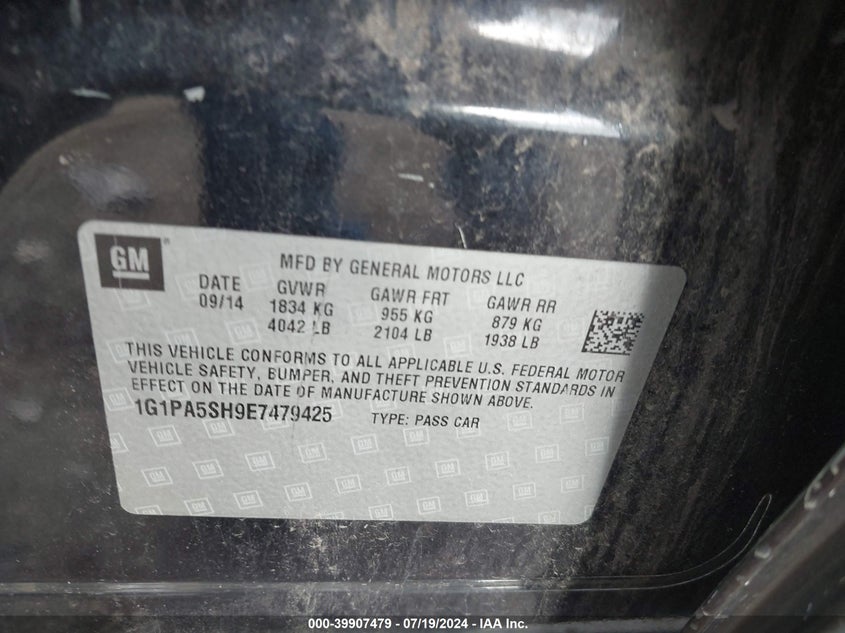 GM
MFD BY GENERAL MOTORS LLC
DATE GVWR GAWR FRT GAWR RR
09/14 1834 KG 955 KG 879 KG
4042 LB 2104 LB 1938 LB
THIS VEHICLE CONFORMS TO ALL APPLICABLE U.S. FEDERAL MOTOR
VEHICLE SAFETY, BUMPER, AND THEFT PREVENTION STANDARDS IN
EFFECT ON THE DATE OF MANUFACTURE SHOWN ABOVE.
1G1PA5SH9E7479425 TYPE: PASS CAR
000-39907479 - 07/19/2024 - IAA Inc.